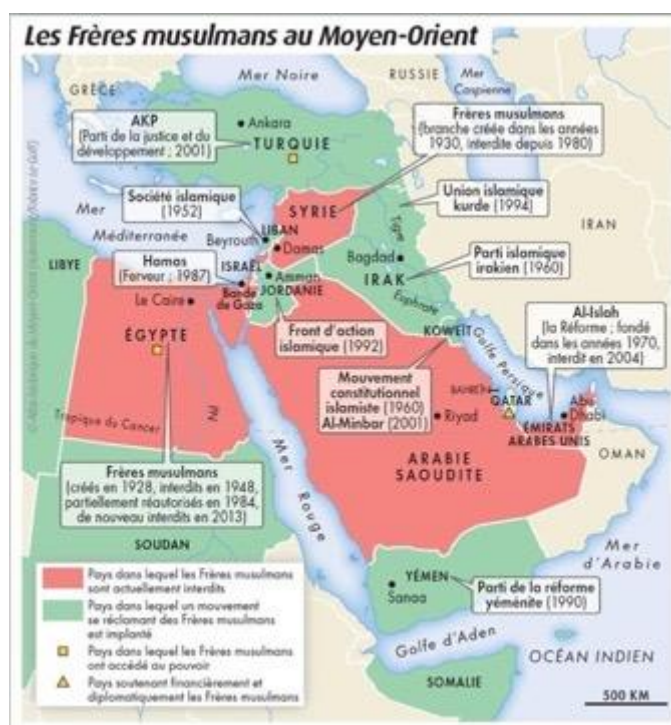 Les Frères musulmans au Moyen-Orient
GRÈCE
Mer Noire
RUSSIE
Mer
Caspienne
AKP
(Parti de la justice et du
développement ; 2001)
Ankara
TURQUIE
Frères musulmans
(branche créée dans les années
1930, interdite depuis 1980)
Société islamique
(1952)
SYRIE
Union islamique
kurde (1994)
Mer
Méditerranée
LIBAN
Beyrouth
Damas
Tigre
IRAN
LIBYE
Hamas
(Ferveur ; 1987)
ISRAËL
Amman
Bande
de Gaza
JORDANIE
Bagdad
IRAK
Euphrate
Parti islamique
irakien (1960)
Le Caire
ÉGYPTE
Front d'action
islamique (1992)
KOWEÏT
Golfe Persique
Al-Islah
(la Réforme ; fondé
dans les années 1970,
interdit en 2004)
Mouvement
constitutionnel
islamiste (1960)
Al-Minbar (2001)
BAHREÏN
QATAR
Abu
Dhabi
ÉMIRATS
ARABES UNIS
Tropique du Cancer
Nil
Riyad
ARABIE
SAOUDITE
OMAN
Frères musulmans
(créés en 1928, interdits en 1948,
partiellement réautorisés en 1984,
de nouveau interdits en 2013)
Mer Rouge
SOUDAN
Mer
d'Arabie
YÉMEN
Sanaa
Parti de la réforme
yéménite (1990)
Golfe d'Aden
OCÉAN INDIEN
SOMALIE
500 KM
Pays dans lequel les Frères musulmans
sont actuellement interdits
Pays dans lequel un mouvement
se réclamant des Frères musulmans
est implanté
Pays dans lequel les Frères musulmans
ont accédé au pouvoir
Pays soutenant financièrement et
diplomatiquement les Frères musulmans